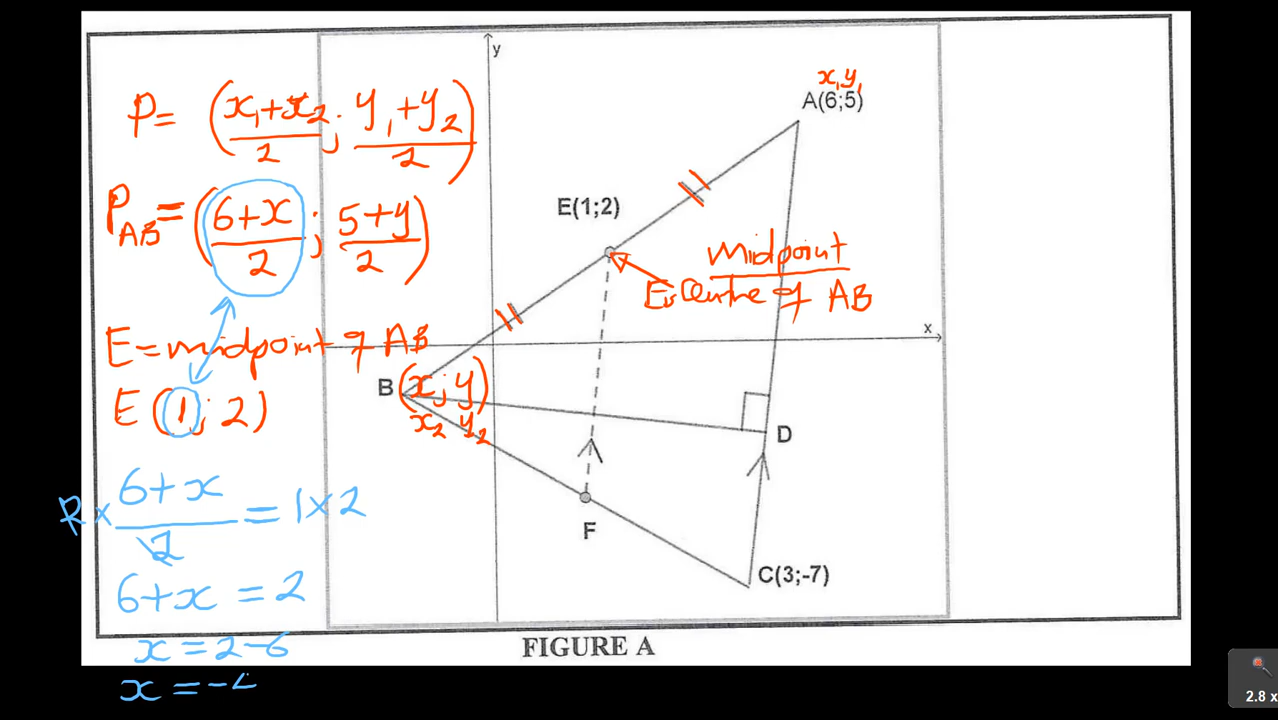 y
x₁ y₁
A(6;5)
P = (x₁+x₂/2 ; y₁+y₂/2)
P_AB = (6+x/2 ; 5+y/2)
E(1;2)
midpoint
E is Centre of AB
x
E = midpoint of AB
B (x; y)
x₂ y₂
E (1; 2)
D
2 × 6+x/2 = 1×2
F
C(3;-7)
6+x = 2
x = 2-6
FIGURE A
x = -4
2.8 x